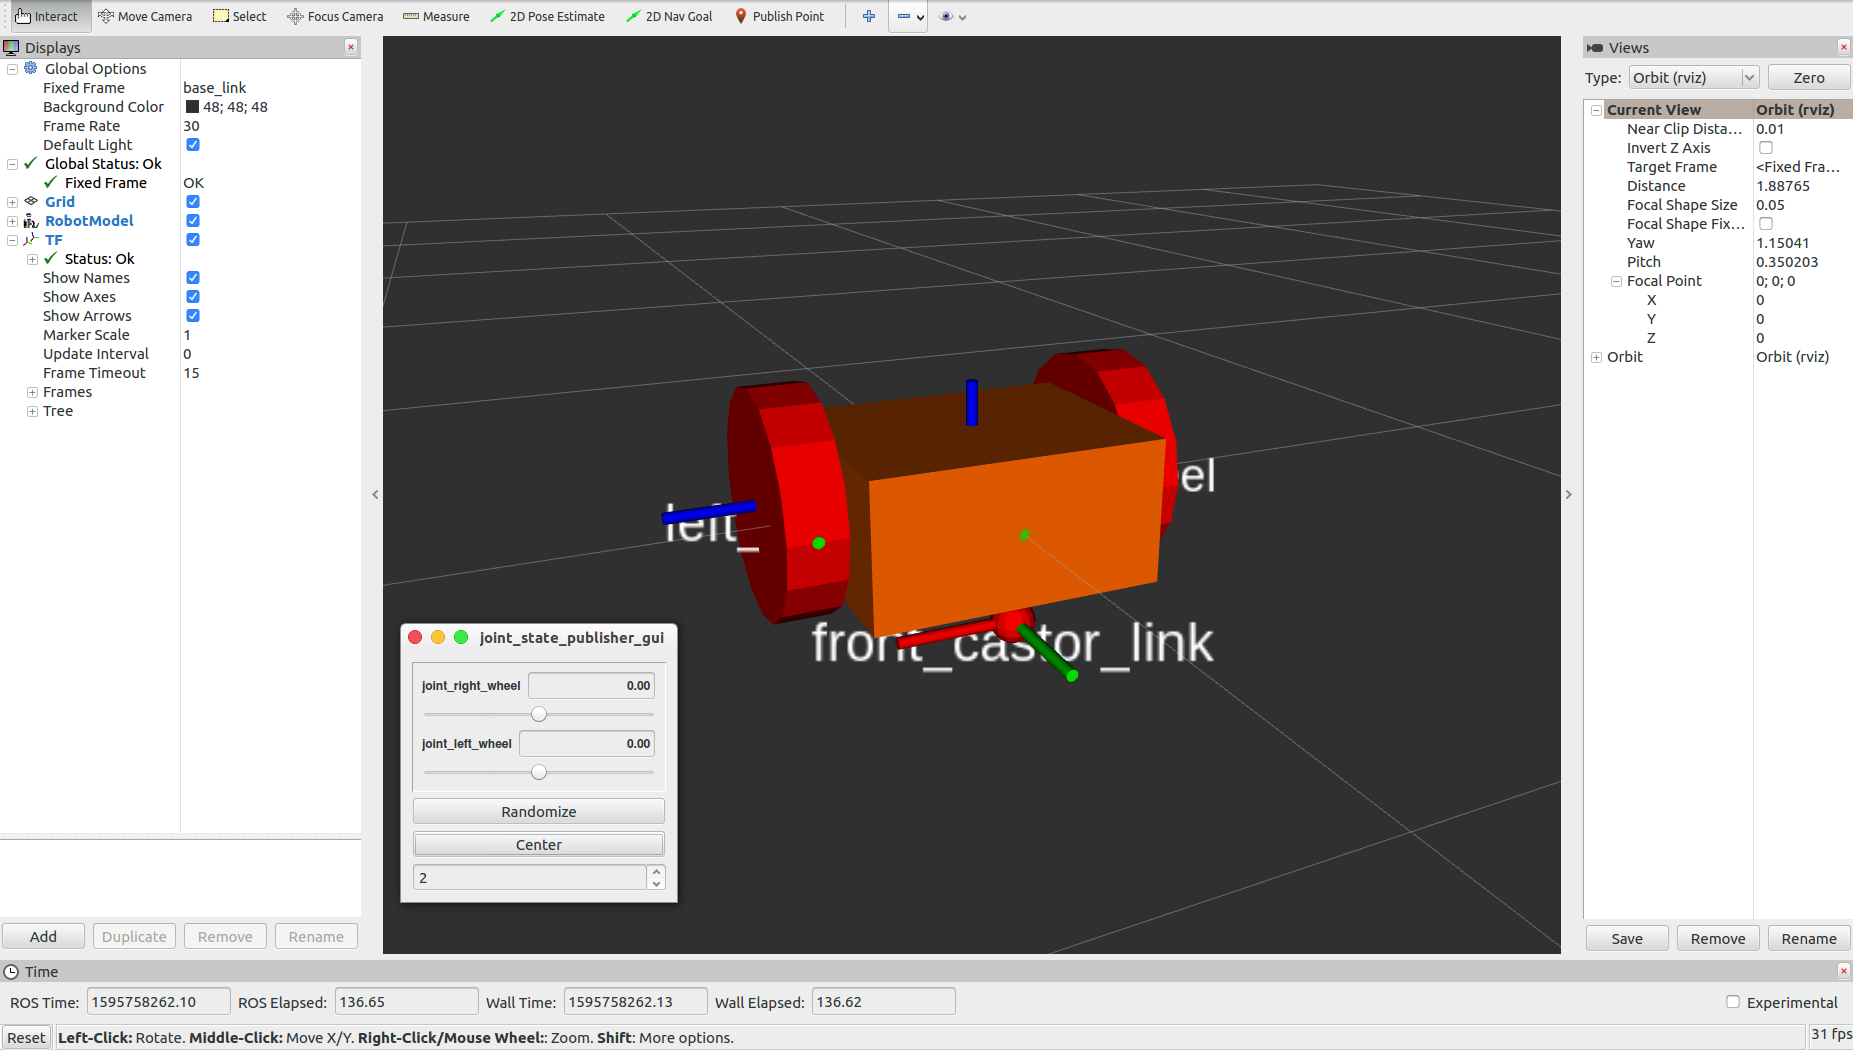 Interact Move Camera Select Focus Camera Measure 2D Pose Estimate 2D Nav Goal Publish Point
Displays
Global Options
Fixed Frame base_link
Background Color 48; 48; 48
Frame Rate 30
Default Light
Global Status: Ok
Fixed Frame OK
Grid
RobotModel
TF
Status: Ok
Show Names
Show Axes
Show Arrows
Marker Scale 1
Update Interval 0
Frame Timeout 15
Frames
Tree
Add Duplicate Remove Rename
el
left_
front_castor_link
joint_state_publisher_gui
joint_right_wheel 0.00
joint_left_wheel 0.00
Randomize
Center
2
Views
Type: Orbit (rviz) Zero
Current View Orbit (rviz)
Near Clip Dista... 0.01
Invert Z Axis
Target Frame <Fixed Fra...
Distance 1.88765
Focal Shape Size 0.05
Focal Shape Fix...
Yaw 1.15041
Pitch 0.350203
Focal Point 0; 0; 0
X 0
Y 0
Z 0
Orbit Orbit (rviz)
Save Remove Rename
Time
ROS Time: 1595758262.10 ROS Elapsed: 136.65 Wall Time: 1595758262.13 Wall Elapsed: 136.62 Experimental
Reset Left-Click: Rotate. Middle-Click: Move X/Y. Right-Click/Mouse Wheel:: Zoom. Shift: More options. 31 fps